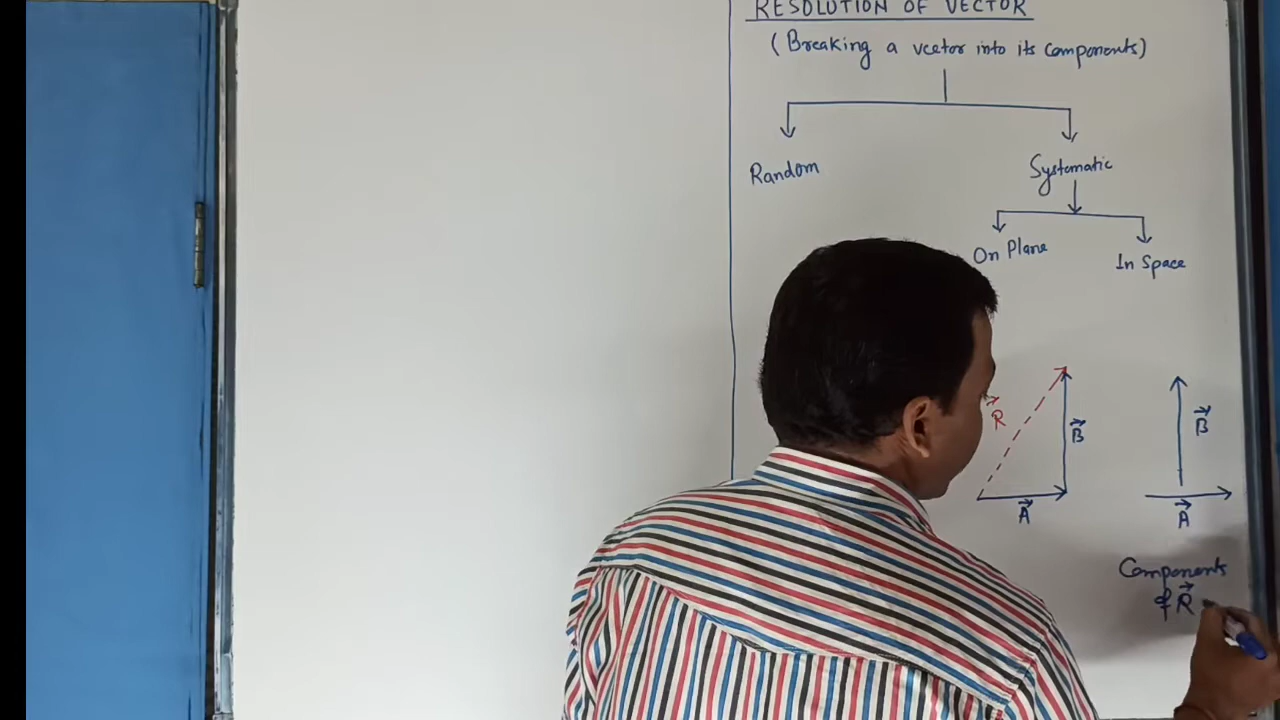 RESOLUTION OF VECTOR
(Breaking a vector into its components)
Random
Systematic
On Plane
In Space
R⃗
B⃗
A⃗
B⃗
A⃗
Components
of R⃗